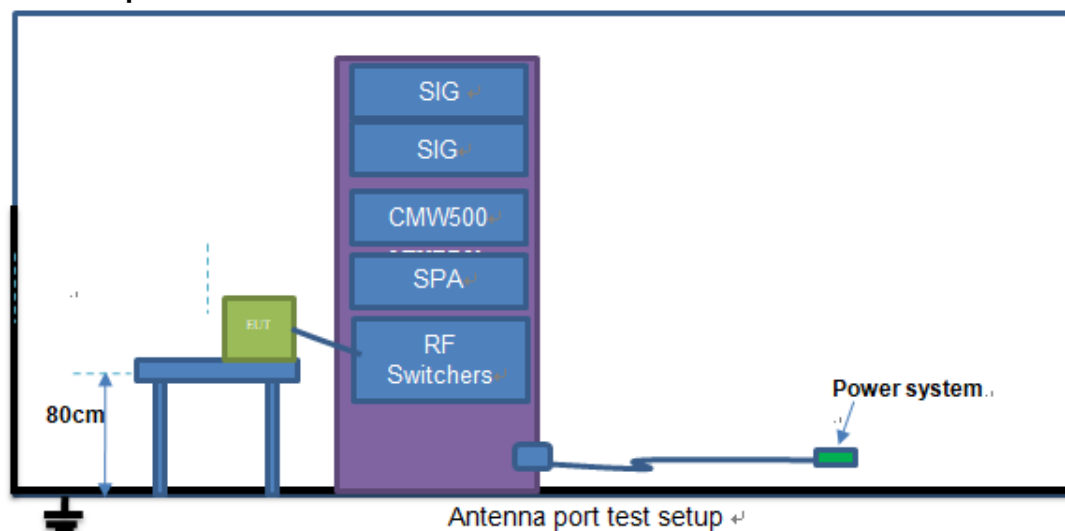 SIG
SIG
CMW500
SPA
EUT
RF
Switchers
80cm
Power system
Antenna port test setup